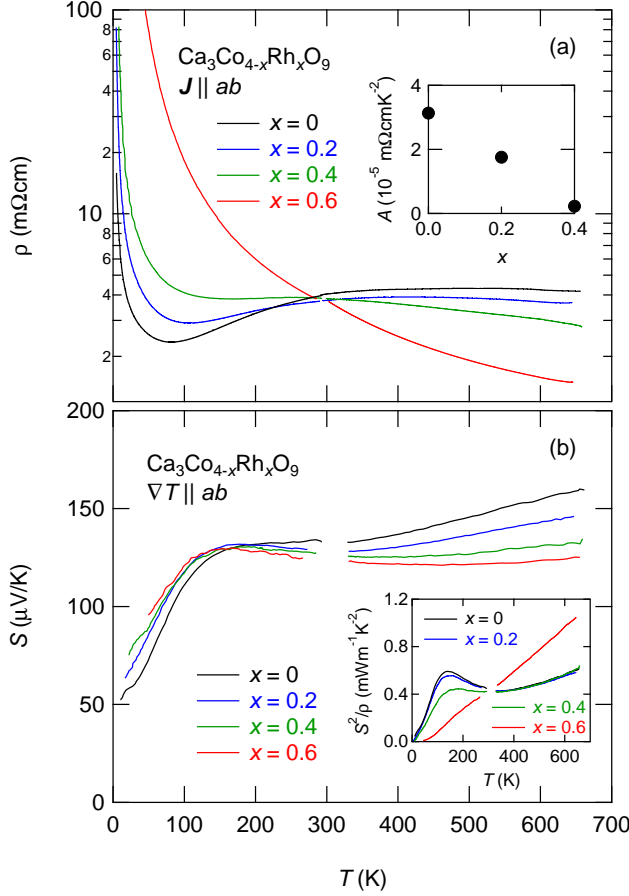 100
8
6
4
2
10
8
6
4
2
ρ (mΩcm)
(a)
Ca3Co4-xRhxO9
J || ab
x = 0
x = 0.2
x = 0.4
x = 0.6
4
2
0
A (10-5 mΩcmK-2)
0.0
0.2
0.4
x
200
150
100
50
0
S (μV/K)
(b)
Ca3Co4-xRhxO9
∇T || ab
x = 0
x = 0.2
x = 0.4
x = 0.6
1.2
0.8
0.4
0.0
S2/ρ (mWm-1K-2)
x = 0
x = 0.2
x = 0.4
x = 0.6
0
200
400
600
T (K)
0
100
200
300
400
500
600
700
T (K)